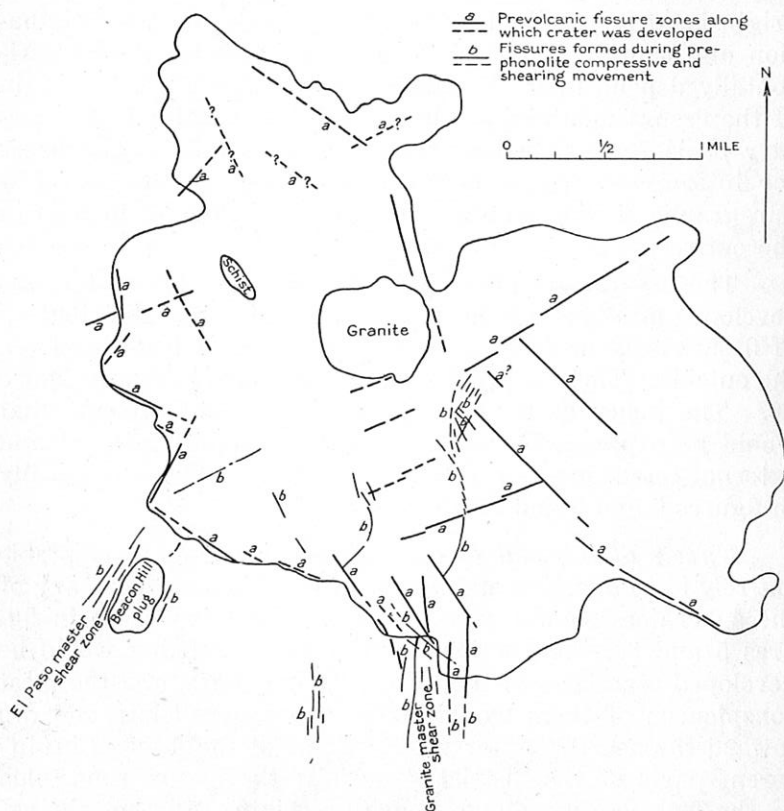 a Prevolcanic fissure zones along
which crater was developed
b Fissures formed during pre-
phonolite compressive and
shearing movement
N
0 1/2 1 MILE
a
a?
?
a
?
?
a
a?
?
Schist
Granite
a
a
a
a
a
a
a
a
a?
a
b
b
b
a
b
b
a
b
b
a
a
b
a
a
a
a
a
a
a
b
b
b
b
b
a
a
b
b
b
b
b
Beacon Hill
plug
El Paso master
shear zone
Granite master
shear zone